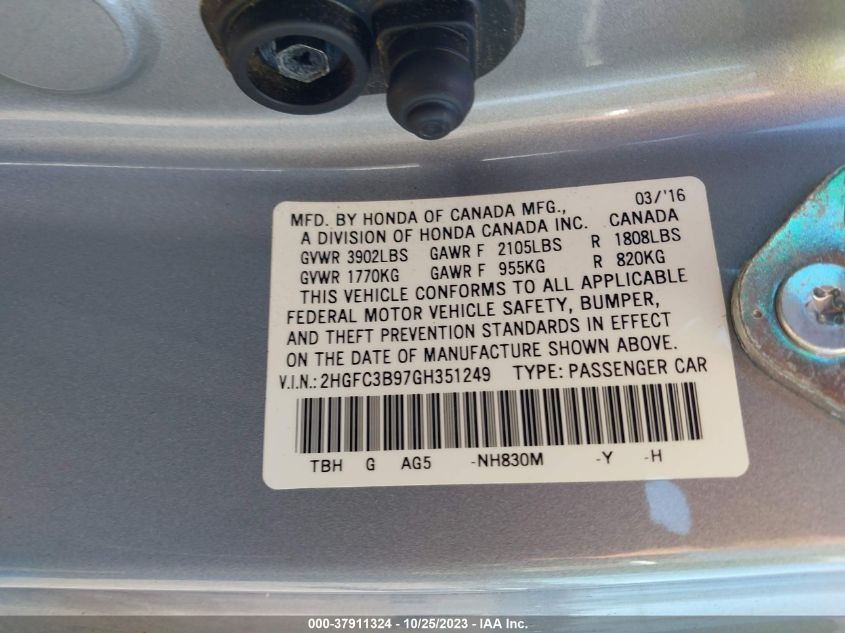 03/'16
MFD. BY HONDA OF CANADA MFG.,
A DIVISION OF HONDA CANADA INC. CANADA
GVWR 3902LBS GAWR F 2105LBS R 1808LBS
GVWR 1770KG GAWR F 955KG R 820KG
THIS VEHICLE CONFORMS TO ALL APPLICABLE
FEDERAL MOTOR VEHICLE SAFETY, BUMPER,
AND THEFT PREVENTION STANDARDS IN EFFECT
ON THE DATE OF MANUFACTURE SHOWN ABOVE.
V.I.N.: 2HGFC3B97GH351249 TYPE: PASSENGER CAR
TBH G AG5 -NH830M -Y -H
000-37911324 - 10/25/2023 - IAA Inc.